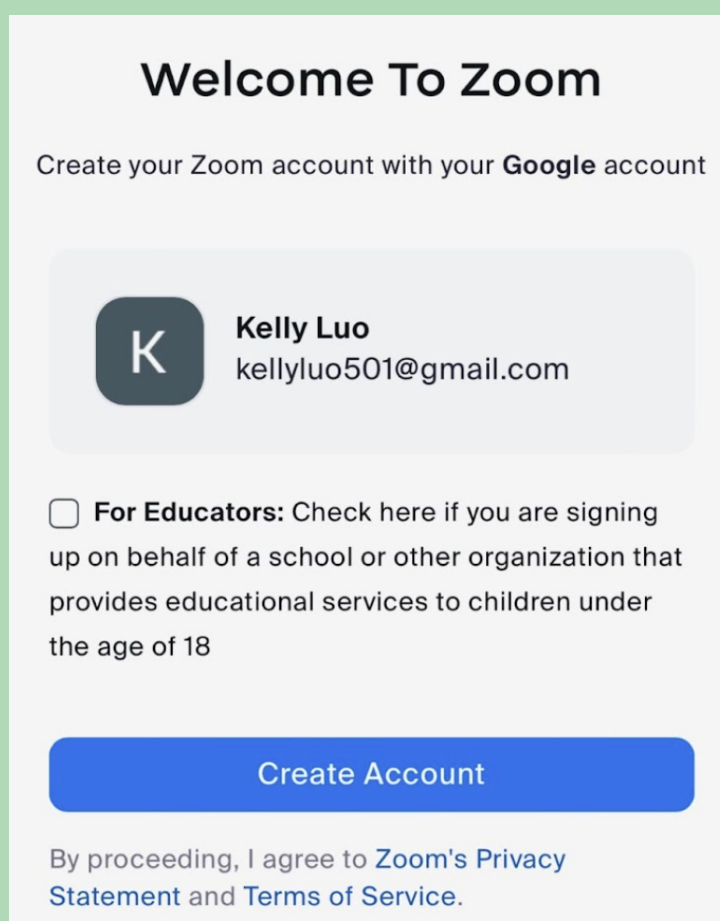 Welcome To Zoom
Create your Zoom account with your Google account
K
Kelly Luo
kellyluo501@gmail.com
For Educators: Check here if you are signing
up on behalf of a school or other organization that
provides educational services to children under
the age of 18
Create Account
By proceeding, I agree to Zoom's Privacy
Statement and Terms of Service.